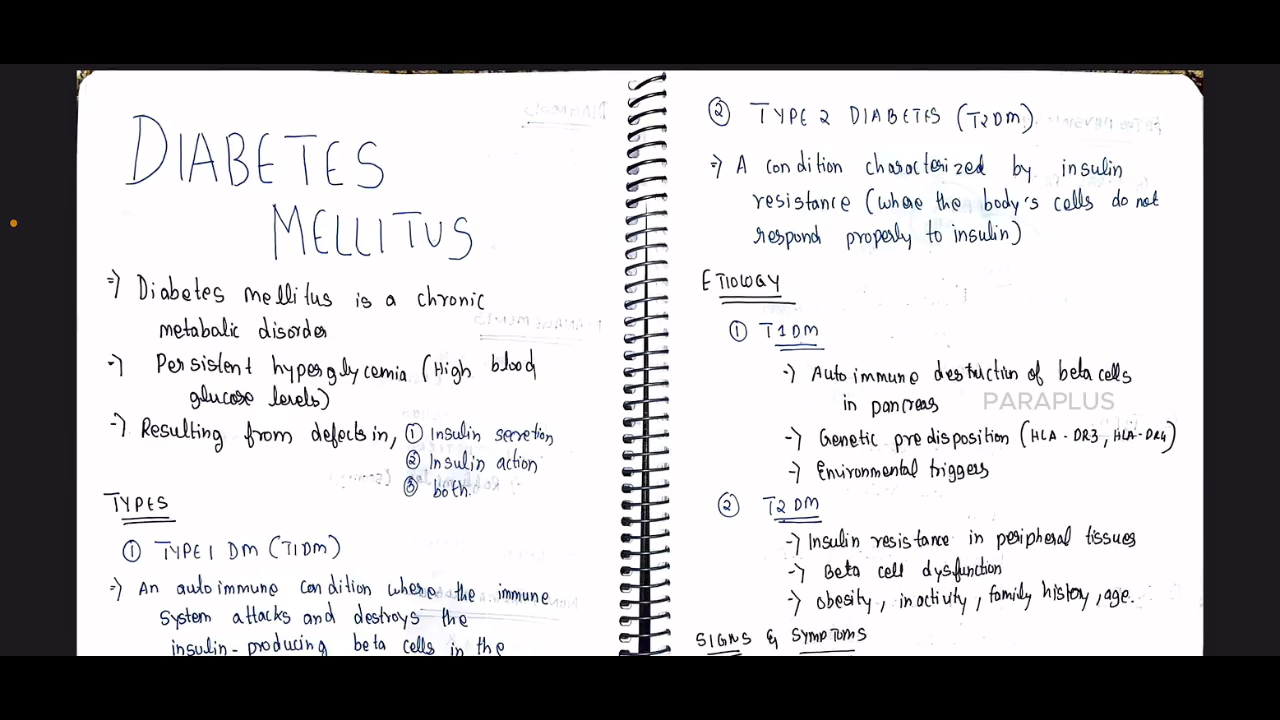 DIABETES
MELLITUS
=) Diabetes mellitus is a chronic
metabalic disorder
-) Persistent hyperglycemia (High blood
glucose levels)
-) Resulting from defects in, ① Insulin secretion
② Insulin action
③ both.
TYPES
① TYPE 1 DM (T1DM)
=) An autoimmune condition where the immune
system attacks and destroys the
insulin-producing beta cells in the
② TYPE 2 DIABETES (T2DM)
=) A condition characterized by insulin
resistance (where the body's cells do not
respond properly to insulin)
ETIOLOGY
① T1DM
-) Autoimmune destruction of beta cells
in pancreas
PARAPLUS
-) Genetic predisposition (HLA-DR3, HLA-DR4)
-) Environmental triggers
② T2DM
-) Insulin resistance in peripheral tissues
-) Beta cell dysfunction
-) obesity, inactivity, family history, age.
SIGNS & SYMPTOMS